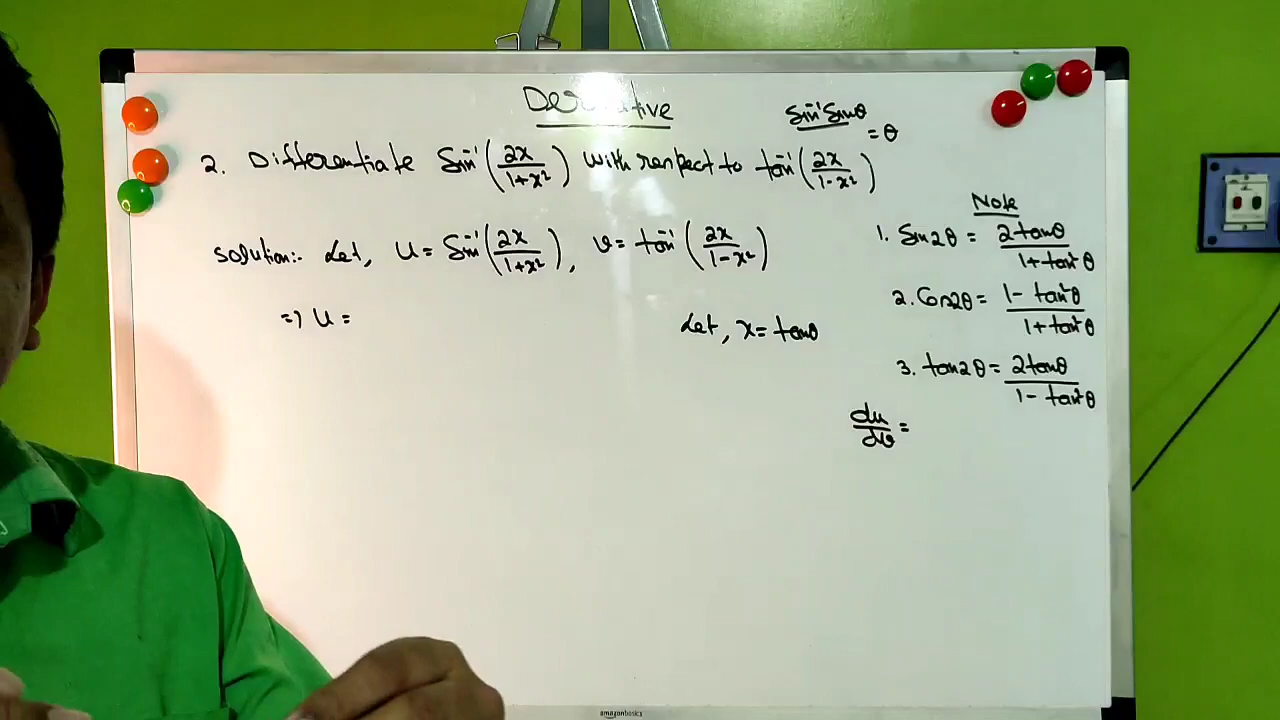 Derivative
sin⁻¹sinθ
= θ
2. Differentiate Sin⁻¹(2x/1+x²) with respect to tan⁻¹(2x/1-x²)
Solution:- Let, u = Sin⁻¹(2x/1+x²), v = tan⁻¹(2x/1-x²)
=> u =
Let, x = tanθ
Note
1. Sin2θ = 2tanθ/1+tan²θ
2. Cos2θ = 1-tan²θ/1+tan²θ
3. tan2θ = 2tanθ/1-tan²θ
du/dv =
amazonbasics